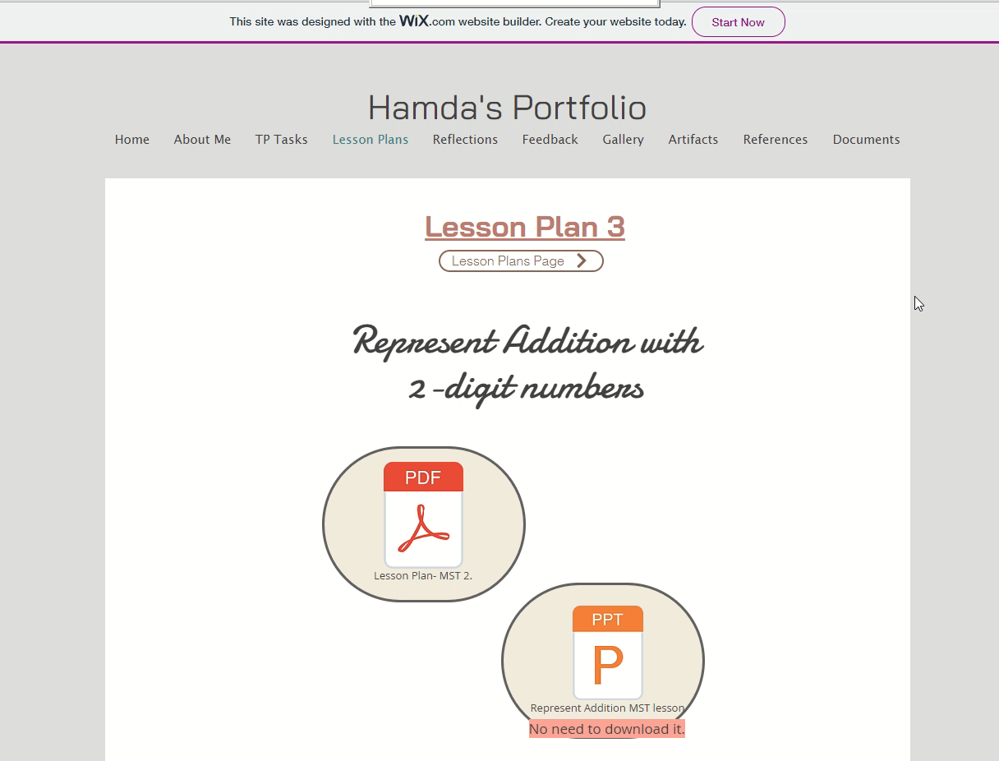 This site was designed with the WiX.com website builder. Create your website today. Start Now
Hamda's Portfolio
Home About Me TP Tasks Lesson Plans Reflections Feedback Gallery Artifacts References Documents
Lesson Plan 3
Lesson Plans Page
Represent Addition with
2 -digit numbers
PDF
Lesson Plan- MST 2.
PPT
P
Represent Addition MST lesson
No need to download it.